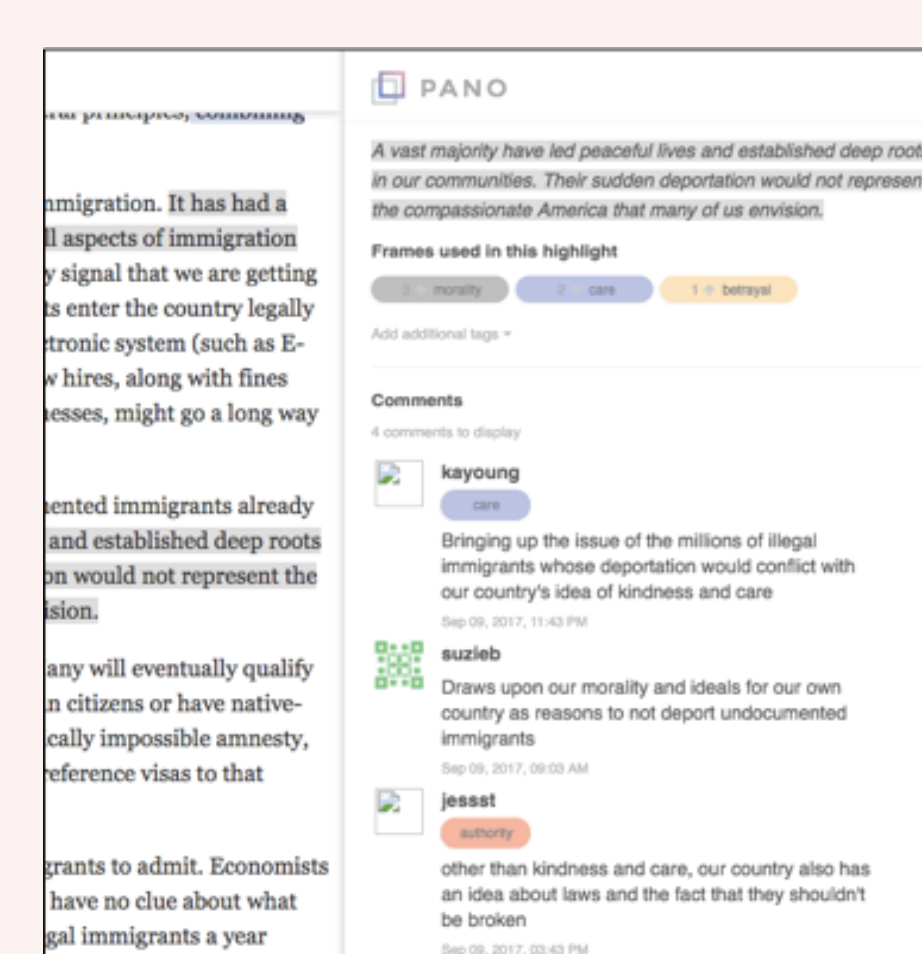 combining
nmigration. It has had a
ll aspects of immigration
y signal that we are getting
ts enter the country legally
tronic system (such as E-
w hires, along with fines
nesses, might go a long way
nented immigrants already
and established deep roots
on would not represent the
ision.
any will eventually qualify
n citizens or have native-
cally impossible amnesty,
reference visas to that
grants to admit. Economists
have no clue about what
gal immigrants a year
PANO
A vast majority have led peaceful lives and established deep roots
in our communities. Their sudden deportation would not represen
the compassionate America that many of us envision.
Frames used in this highlight
3 morality 2 care 1 betrayal
Add additional tags
Comments
4 comments to display
kayoung
care
Bringing up the issue of the millions of illegal
immigrants whose deportation would conflict with
our country's idea of kindness and care
Sep 09, 2017, 11:43 PM
suzieb
Draws upon our morality and ideals for our own
country as reasons to not deport undocumented
immigrants
Sep 09, 2017, 09:03 AM
jessst
authority
other than kindness and care, our country also has
an idea about laws and the fact that they shouldn't
be broken
Sep 09, 2017, 03:43 PM